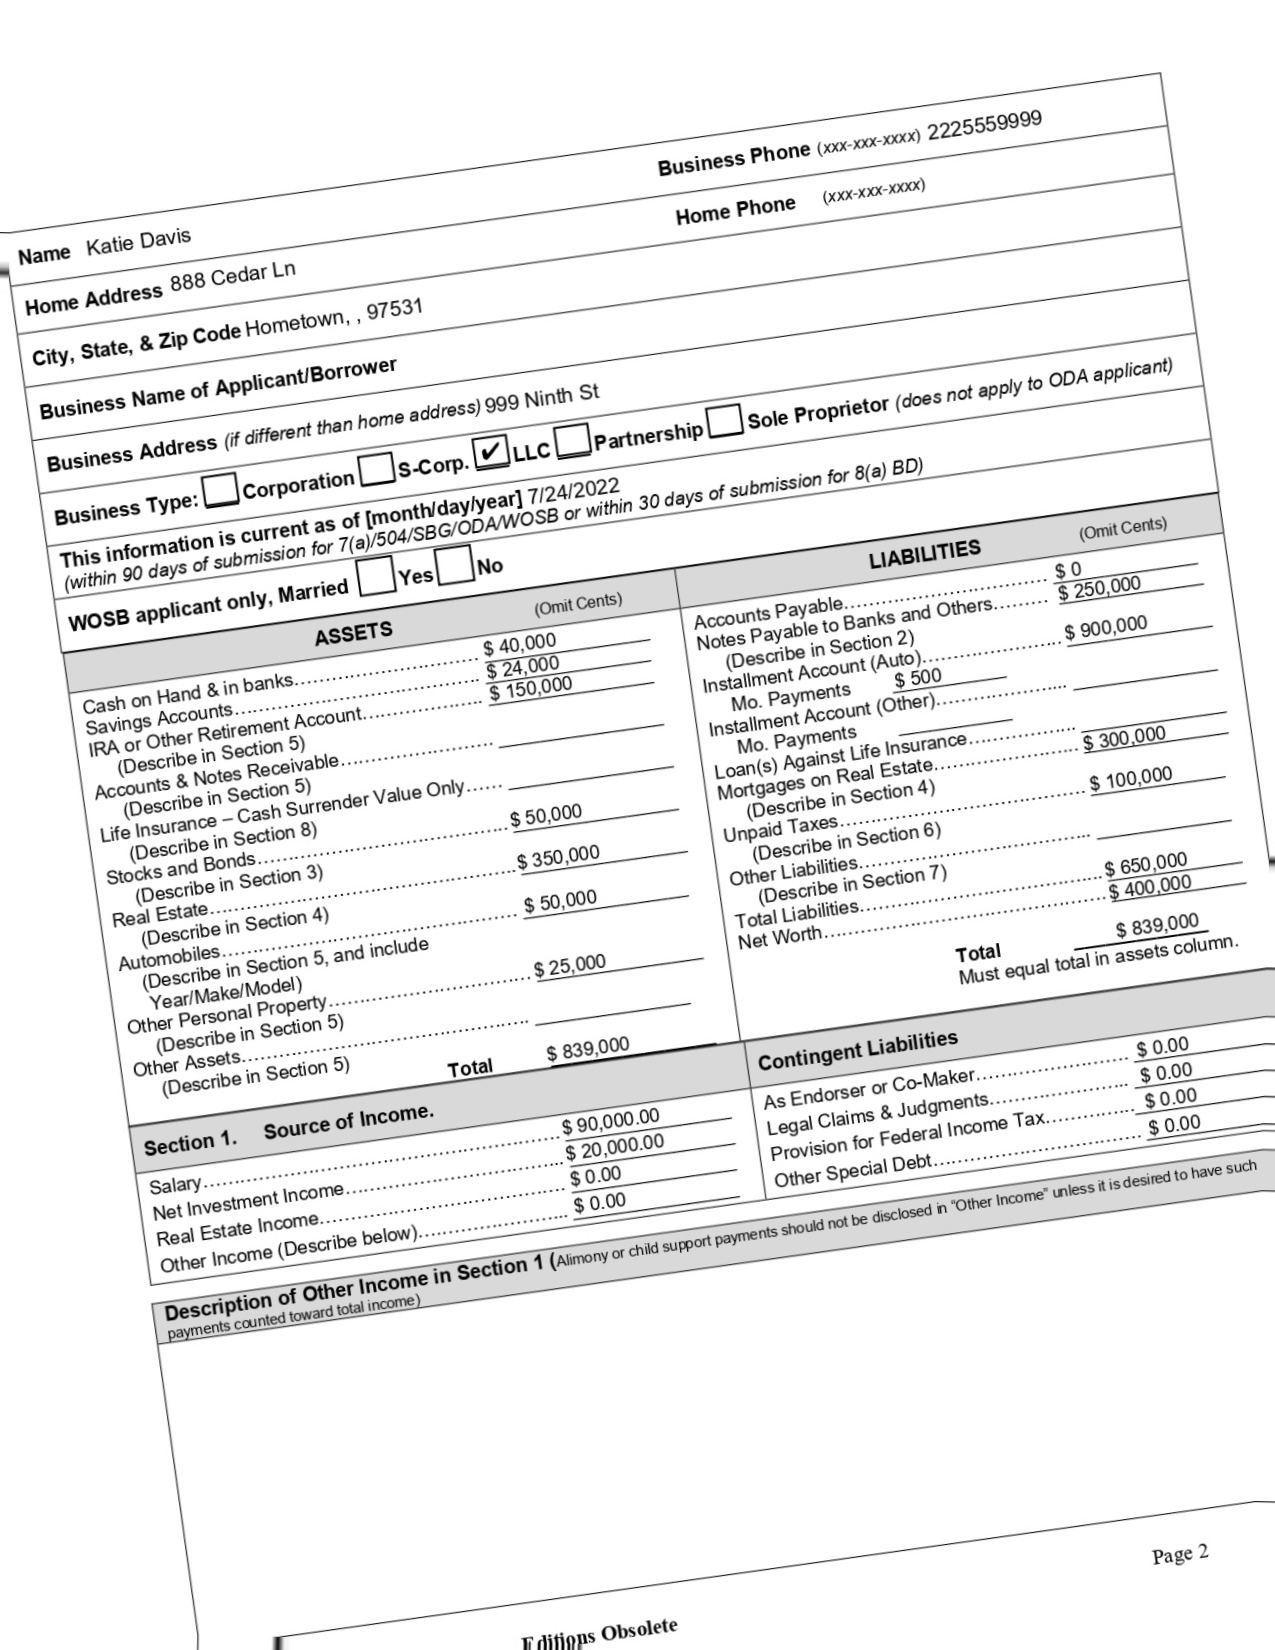 Name Katie Davis Business Phone (xxx-xxx-xxxx) 2225559999
Home Address 888 Cedar Ln Home Phone (xxx-xxx-xxxx)
City, State, & Zip Code Hometown, , 97531
Business Name of Applicant/Borrower
Business Address (if different than home address) 999 Ninth St
Business Type: Corporation S-Corp. ✔ LLC Partnership Sole Proprietor (does not apply to ODA applicant)
This information is current as of [month/day/year] 7/24/2022
(within 90 days of submission for 7(a)/504/SBG/ODA/WOSB or within 30 days of submission for 8(a) BD)
WOSB applicant only, Married Yes No
ASSETS (Omit Cents)
Cash on Hand & in banks $ 40,000
Savings Accounts $ 24,000
IRA or Other Retirement Account $ 150,000
(Describe in Section 5)
Accounts & Notes Receivable
(Describe in Section 5)
Life Insurance – Cash Surrender Value Only
(Describe in Section 8)
Stocks and Bonds $ 50,000
(Describe in Section 3)
Real Estate $ 350,000
(Describe in Section 4)
Automobiles $ 50,000
(Describe in Section 5, and include
Year/Make/Model)
Other Personal Property $ 25,000
(Describe in Section 5)
Other Assets
(Describe in Section 5)
Total $ 839,000
LIABILITIES (Omit Cents)
Accounts Payable $ 0
Notes Payable to Banks and Others $ 250,000
(Describe in Section 2)
Installment Account (Auto) $ 900,000
Mo. Payments $ 500
Installment Account (Other)
Mo. Payments
Loan(s) Against Life Insurance
Mortgages on Real Estate $ 300,000
(Describe in Section 4)
Unpaid Taxes $ 100,000
(Describe in Section 6)
Other Liabilities
(Describe in Section 7)
Total Liabilities $ 650,000
Net Worth $ 400,000
Total $ 839,000
Must equal total in assets column.
Section 1. Source of Income.
Salary $ 90,000.00
Net Investment Income $ 20,000.00
Real Estate Income $ 0.00
Other Income (Describe below) $ 0.00
Contingent Liabilities
As Endorser or Co-Maker $ 0.00
Legal Claims & Judgments $ 0.00
Provision for Federal Income Tax $ 0.00
Other Special Debt $ 0.00
Description of Other Income in Section 1 (Alimony or child support payments should not be disclosed in “Other Income” unless it is desired to have such
payments counted toward total income)
Page 2
Editions Obsolete